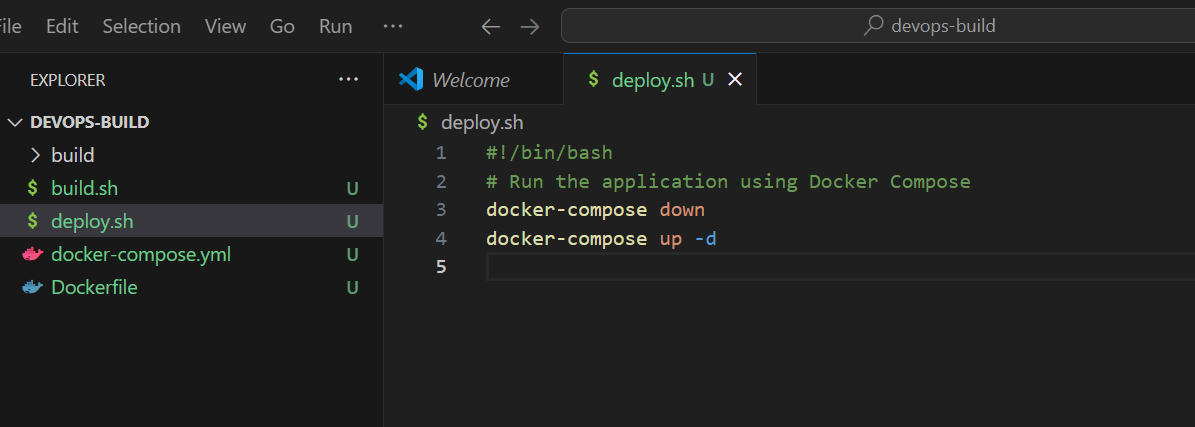 File Edit Selection View Go Run ···
devops-build
EXPLORER ···
DEVOPS-BUILD
build
$ build.sh U
$ deploy.sh U
docker-compose.yml U
Dockerfile U
Welcome
$ deploy.sh U
$ deploy.sh
1 #!/bin/bash
2 # Run the application using Docker Compose
3 docker-compose down
4 docker-compose up -d
5